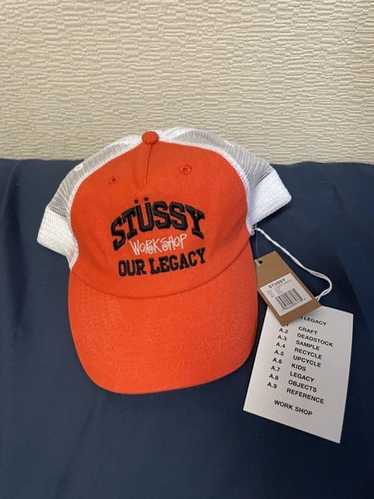 STÜSSY
WORKSHOP
OUR LEGACY
STÜSSY
LEGACY
A.2 CRAFT
A.3 DEADSTOCK
A.4 SAMPLE
A.5 RECYCLE
A.6 UPCYCLE
A.7 KIDS
A.8 LEGACY
A.9 OBJECTS
REFERENCE
WORK SHOP